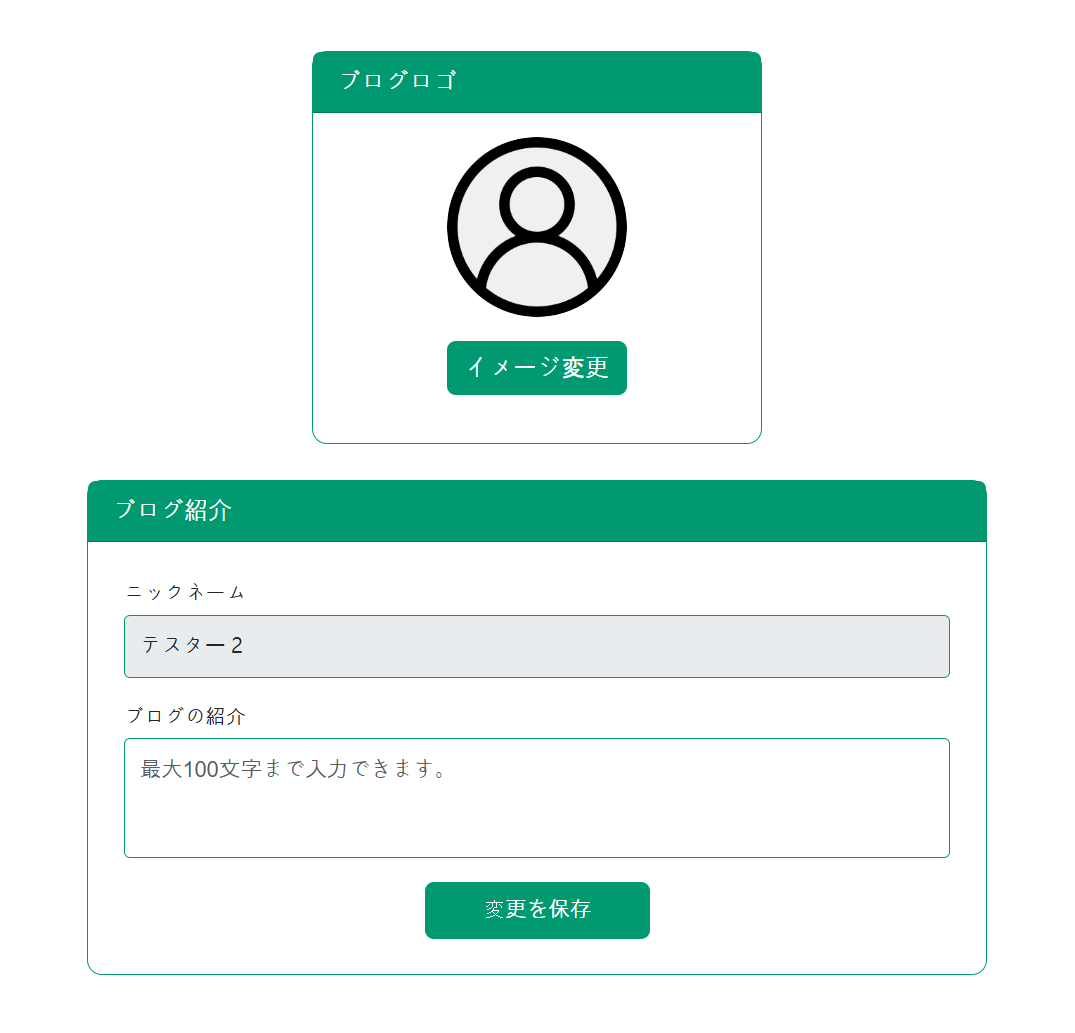 ブログロゴ
イメージ変更
ブログ紹介
ニックネーム
テスター２
ブログの紹介
最大100文字まで入力できます。
変更を保存